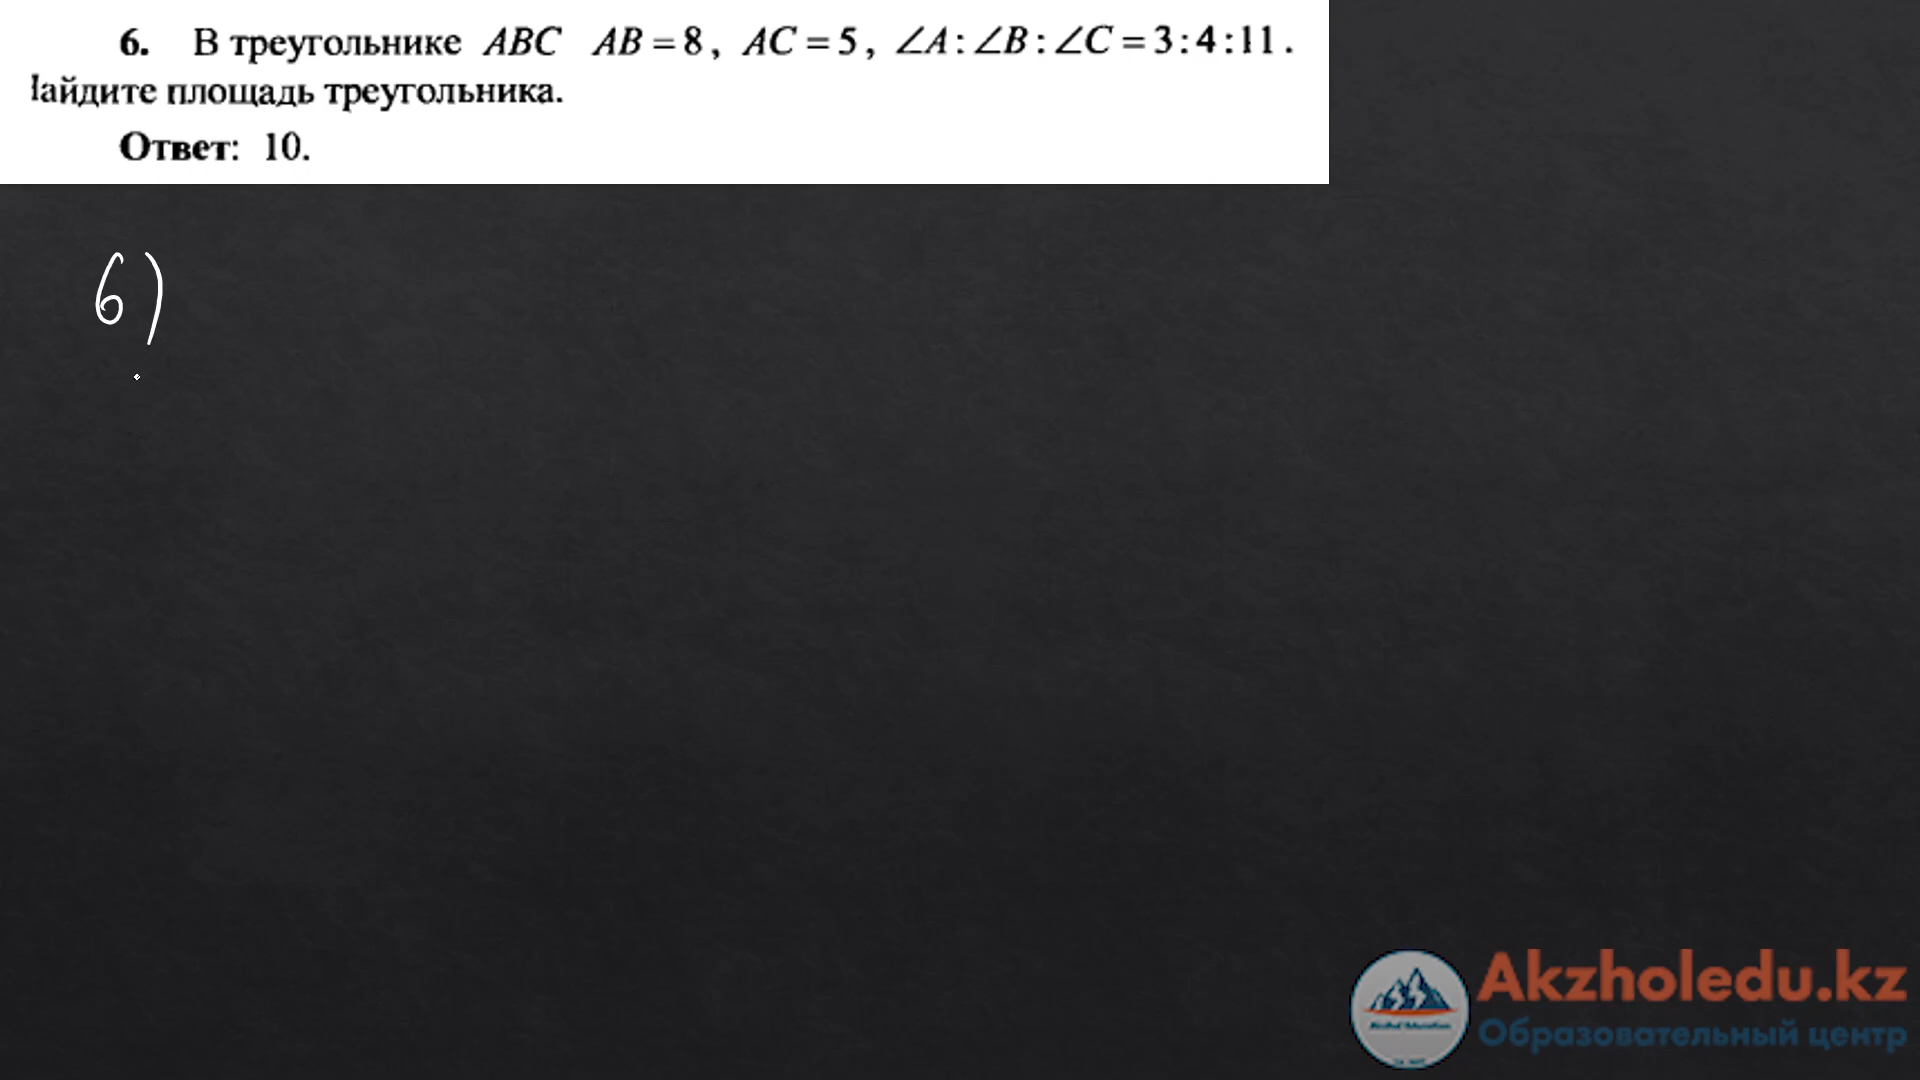 6. В треугольнике ABC AB = 8, AC = 5, ∠A : ∠B : ∠C = 3 : 4 : 11.
айдите площадь треугольника.
Ответ: 10.
6)
Akzholedu.kz
Образовательный центр